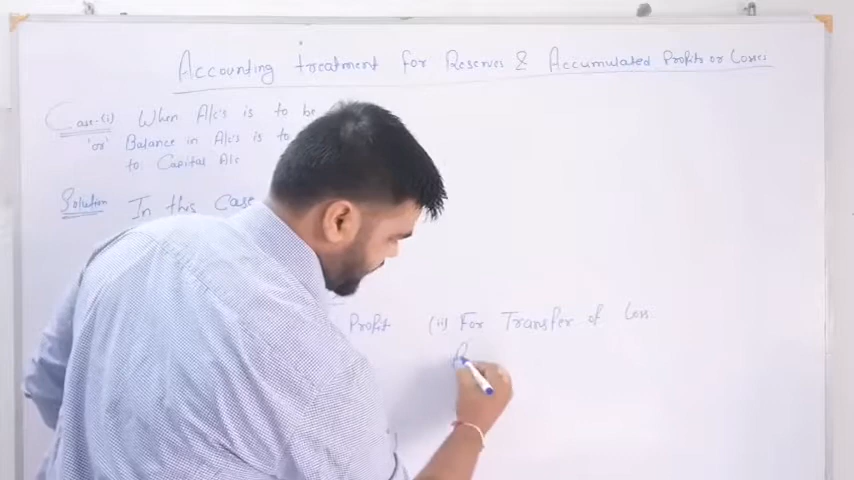 Accounting treatment for Reserves & Accumulated Profits or Losses
Case-(i) When A/c's is to be
'or' Balance in A/c's is to
to Capital A/c
Solution In this Case
Profit (ii) For Transfer of Loss